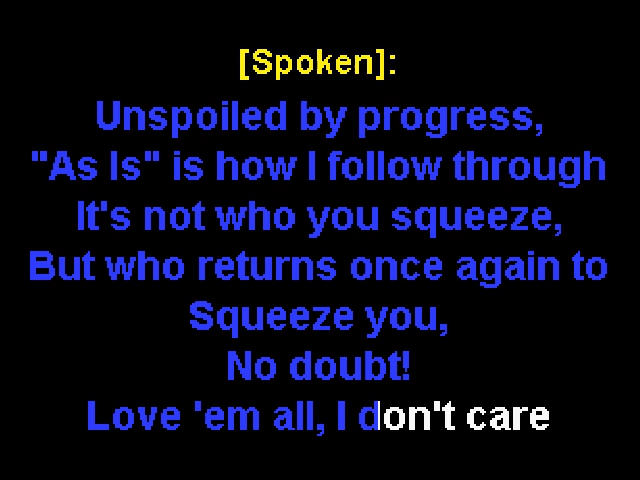 [Spoken]:
Unspoiled by progress,
"As Is" is how I follow through
It's not who you squeeze,
But who returns once again to
Squeeze you,
No doubt!
Love 'em all, I don't care